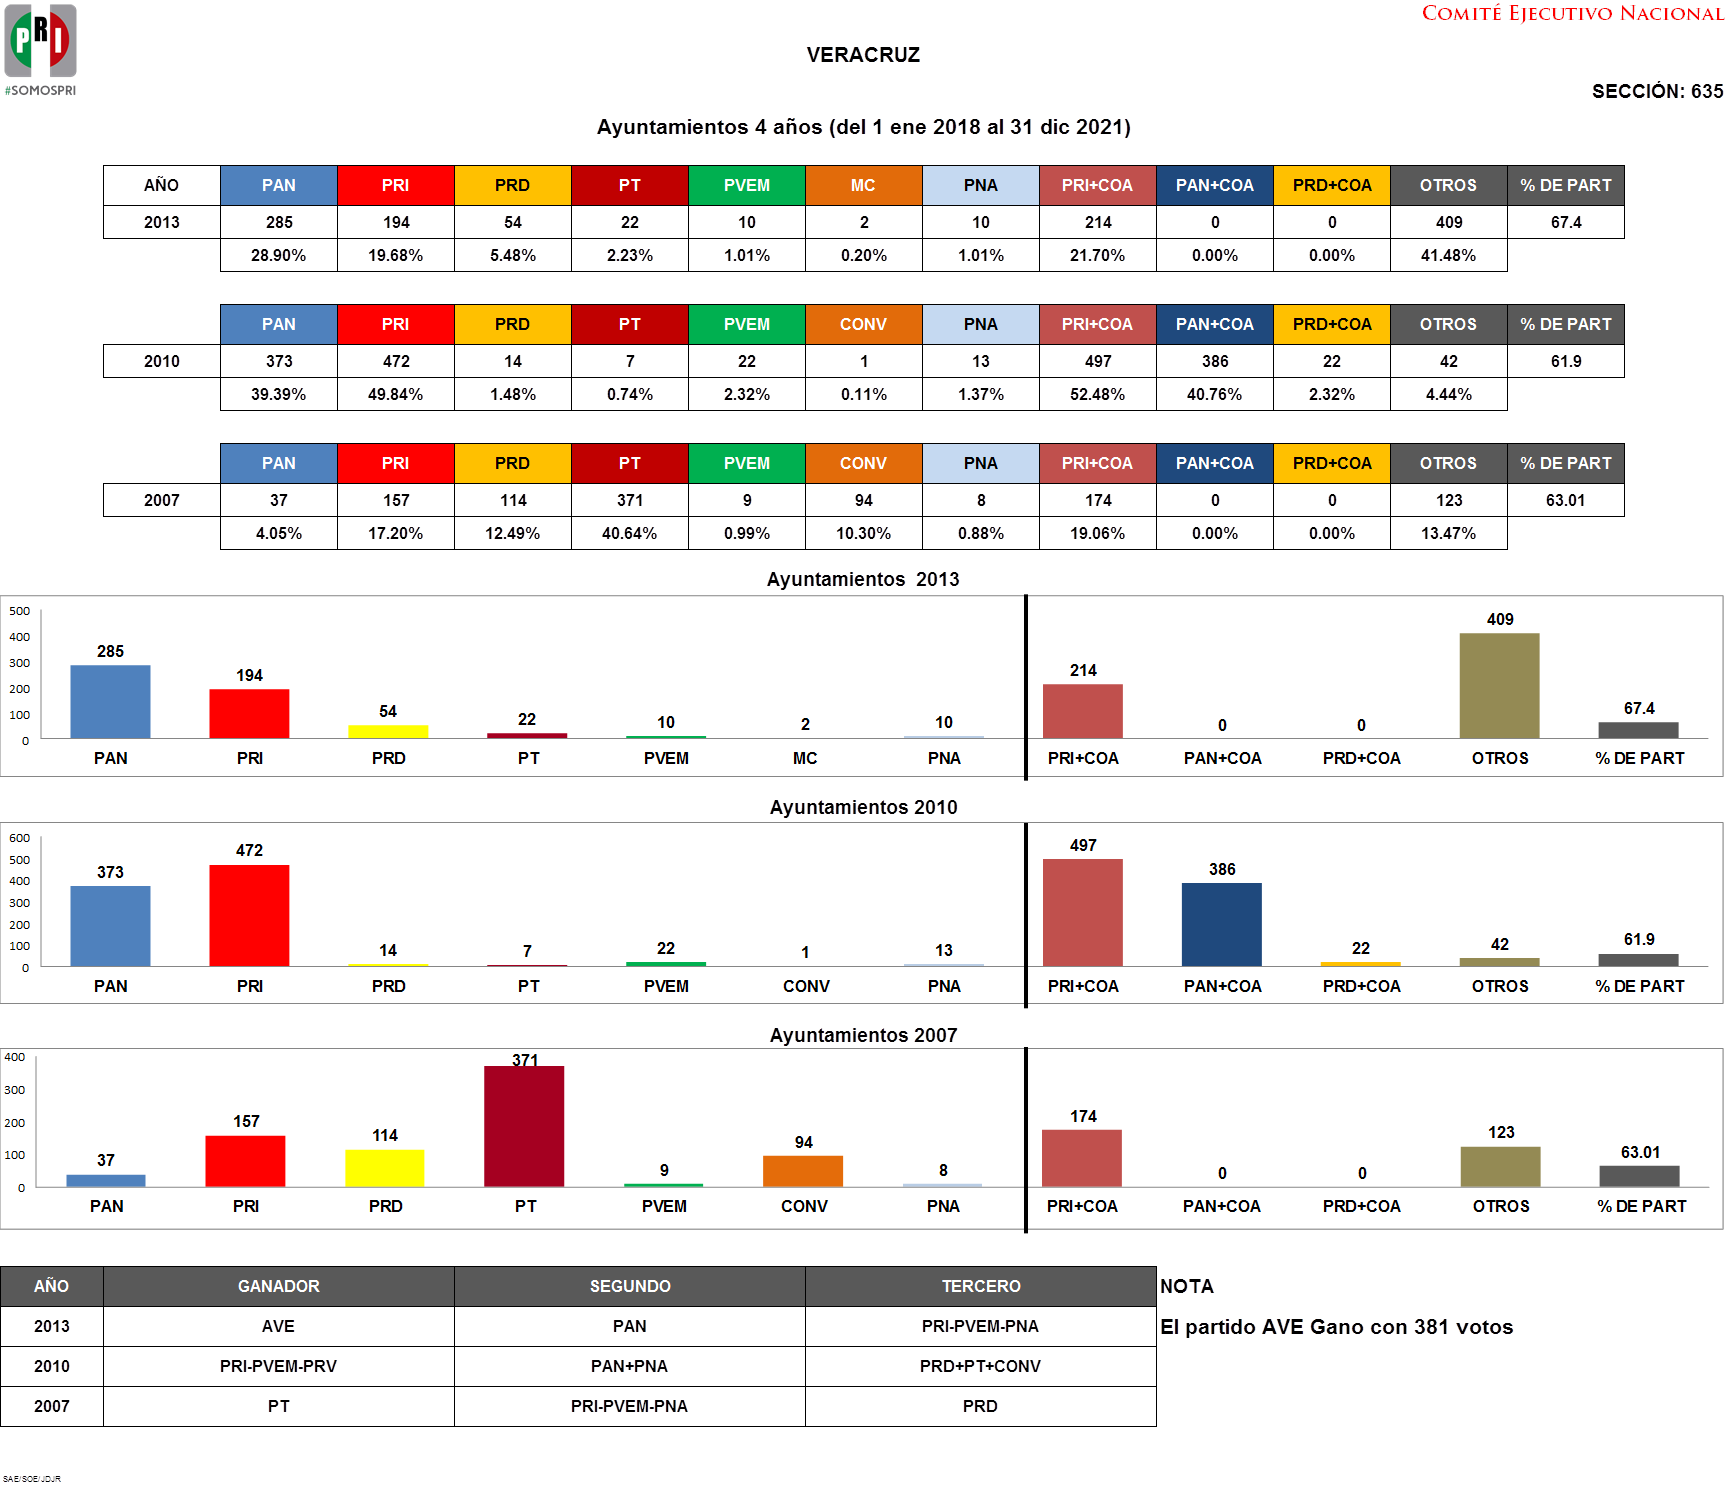 PRI
#SOMOSPRI
COMITÉ EJECUTIVO NACIONAL
VERACRUZ
SECCIÓN: 635
Ayuntamientos 4 años (del 1 ene 2018 al 31 dic 2021)
AÑO PAN PRI PRD PT PVEM MC PNA PRI+COA PAN+COA PRD+COA OTROS % DE PART
2013 285 194 54 22 10 2 10 214 0 0 409 67.4
28.90% 19.68% 5.48% 2.23% 1.01% 0.20% 1.01% 21.70% 0.00% 0.00% 41.48%
PAN PRI PRD PT PVEM CONV PNA PRI+COA PAN+COA PRD+COA OTROS % DE PART
2010 373 472 14 7 22 1 13 497 386 22 42 61.9
39.39% 49.84% 1.48% 0.74% 2.32% 0.11% 1.37% 52.48% 40.76% 2.32% 4.44%
PAN PRI PRD PT PVEM CONV PNA PRI+COA PAN+COA PRD+COA OTROS % DE PART
2007 37 157 114 371 9 94 8 174 0 0 123 63.01
4.05% 17.20% 12.49% 40.64% 0.99% 10.30% 0.88% 19.06% 0.00% 0.00% 13.47%
Ayuntamientos 2013
500
400
300
200
100
0
285 194 54 22 10 2 10 214 0 0 409 67.4
PAN PRI PRD PT PVEM MC PNA PRI+COA PAN+COA PRD+COA OTROS % DE PART
Ayuntamientos 2010
600
500
400
300
200
100
0
373 472 14 7 22 1 13 497 386 22 42 61.9
PAN PRI PRD PT PVEM CONV PNA PRI+COA PAN+COA PRD+COA OTROS % DE PART
Ayuntamientos 2007
400
300
200
100
0
37 157 114 371 9 94 8 174 0 0 123 63.01
PAN PRI PRD PT PVEM CONV PNA PRI+COA PAN+COA PRD+COA OTROS % DE PART
AÑO GANADOR SEGUNDO TERCERO NOTA
2013 AVE PAN PRI-PVEM-PNA El partido AVE Gano con 381 votos
2010 PRI-PVEM-PRV PAN+PNA PRD+PT+CONV
2007 PT PRI-PVEM-PNA PRD
SAE/SOE/JDJR